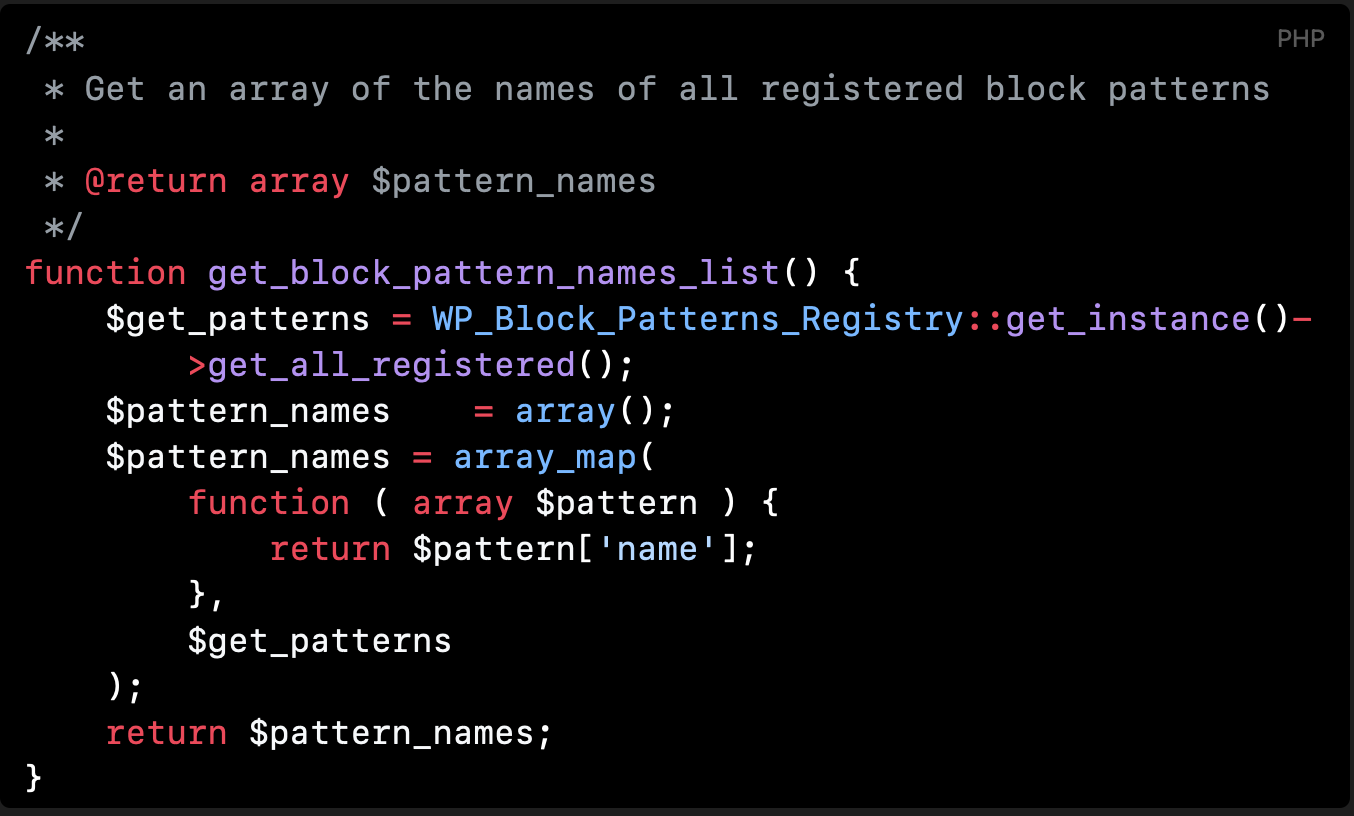 PHP
/**
 * Get an array of the names of all registered block patterns
 *
 * @return array $pattern_names
 */
function get_block_pattern_names_list() {
    $get_patterns = WP_Block_Patterns_Registry::get_instance()-
        >get_all_registered();
    $pattern_names    = array();
    $pattern_names = array_map(
        function ( array $pattern ) {
            return $pattern['name'];
        },
        $get_patterns
    );
    return $pattern_names;
}